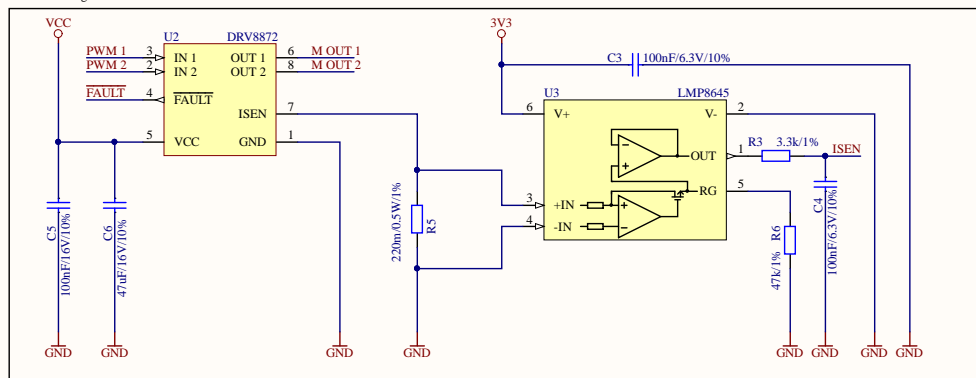 VCC
U2 DRV8872
PWM 1 3 IN 1 OUT 1 6 M OUT 1
PWM 2 2 IN 2 OUT 2 8 M OUT 2
FAULT 4 FAULT
ISEN 7
5 VCC GND 1
C5
100nF/16V/10%
C6
47uF/16V/10%
220m/0.5W/1%
R5
GND GND GND GND
3V3
C3 100nF/6.3V/10%
U3 LMP8645
6 V+ V- 2
OUT 1 R3 3.3k/1% ISEN
RG 5
3 +IN
4 -IN
- +
+ -
R6
47k/1%
C4
100nF/6.3V/10%
GND GND GND GND